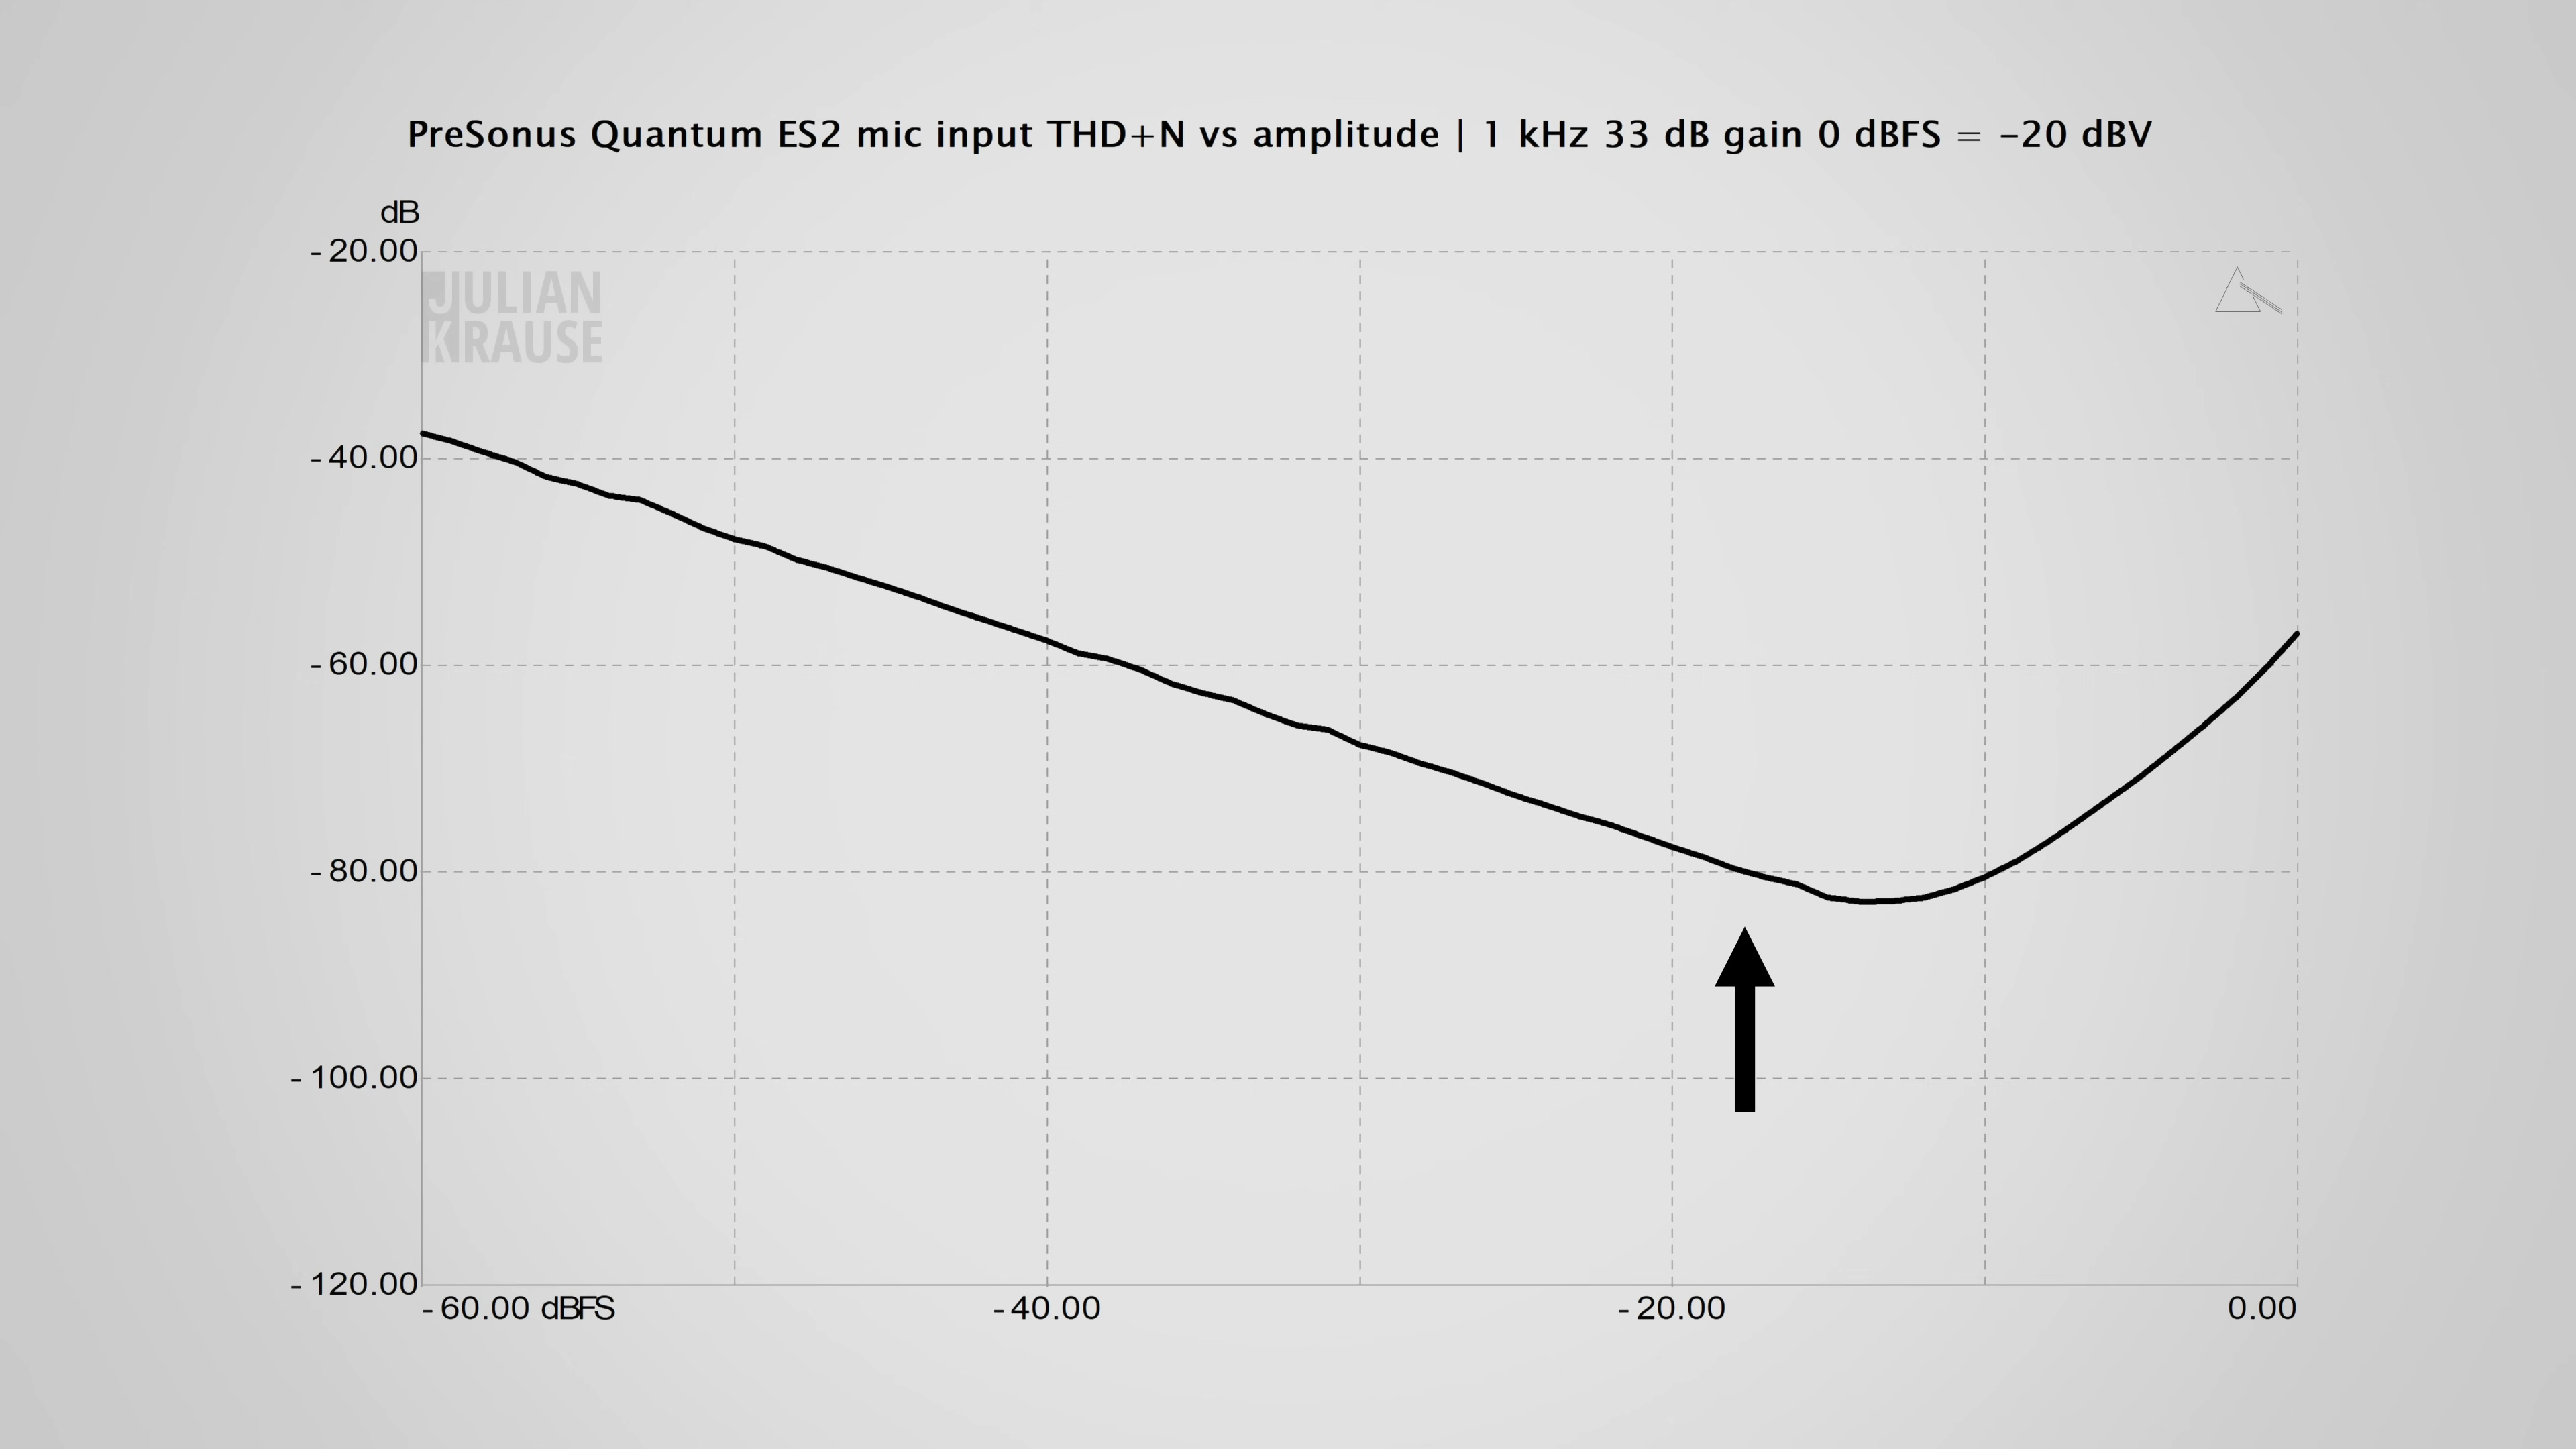 PreSonus Quantum ES2 mic input THD+N vs amplitude | 1 kHz 33 dB gain 0 dBFS = -20 dBV
dB
-20.00
JULIAN
KRAUSE
-40.00
-60.00
-80.00
-100.00
-120.00
-60.00 dBFS
-40.00
-20.00
0.00